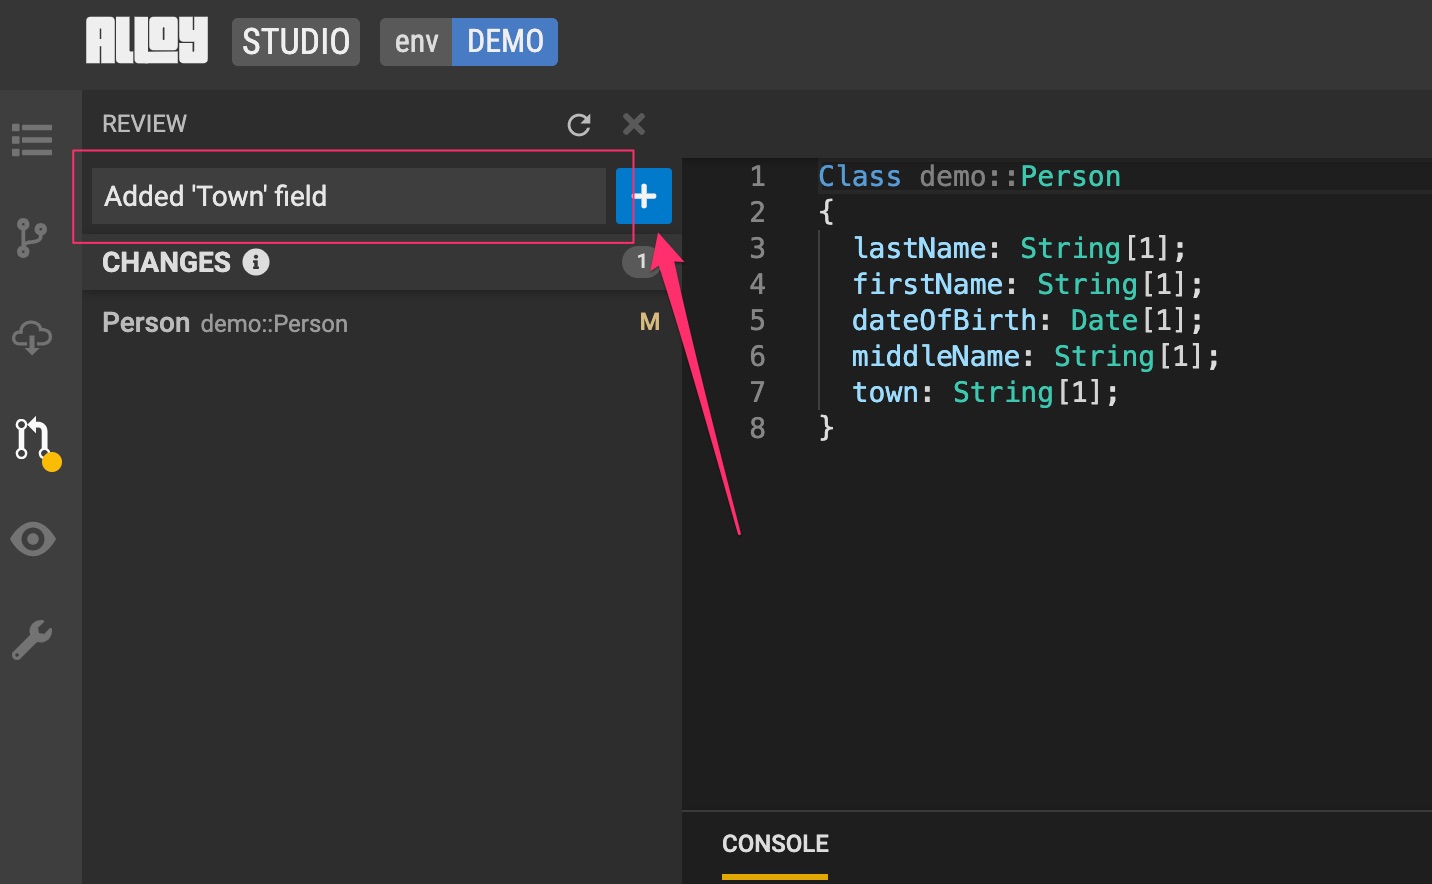 ALLOY STUDIO env DEMO
REVIEW
Added 'Town' field
CHANGES 1
Person demo::Person M
1 Class demo::Person
2 {
3 lastName: String[1];
4 firstName: String[1];
5 dateOfBirth: Date[1];
6 middleName: String[1];
7 town: String[1];
8 }
CONSOLE